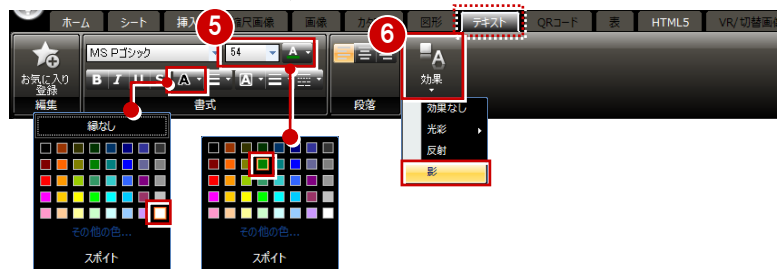 ホーム シート 挿入 縮尺画像 画像 図形 テキスト QRコード 表 HTML5 VR/切替画
5
6
お気に入り
登録
MS Pゴシック 54 A
B I U S A A
A
効果
編集 書式 段落
縁なし
その他の色...
スポイト
その他の色...
スポイト
効果なし
光彩
反射
影